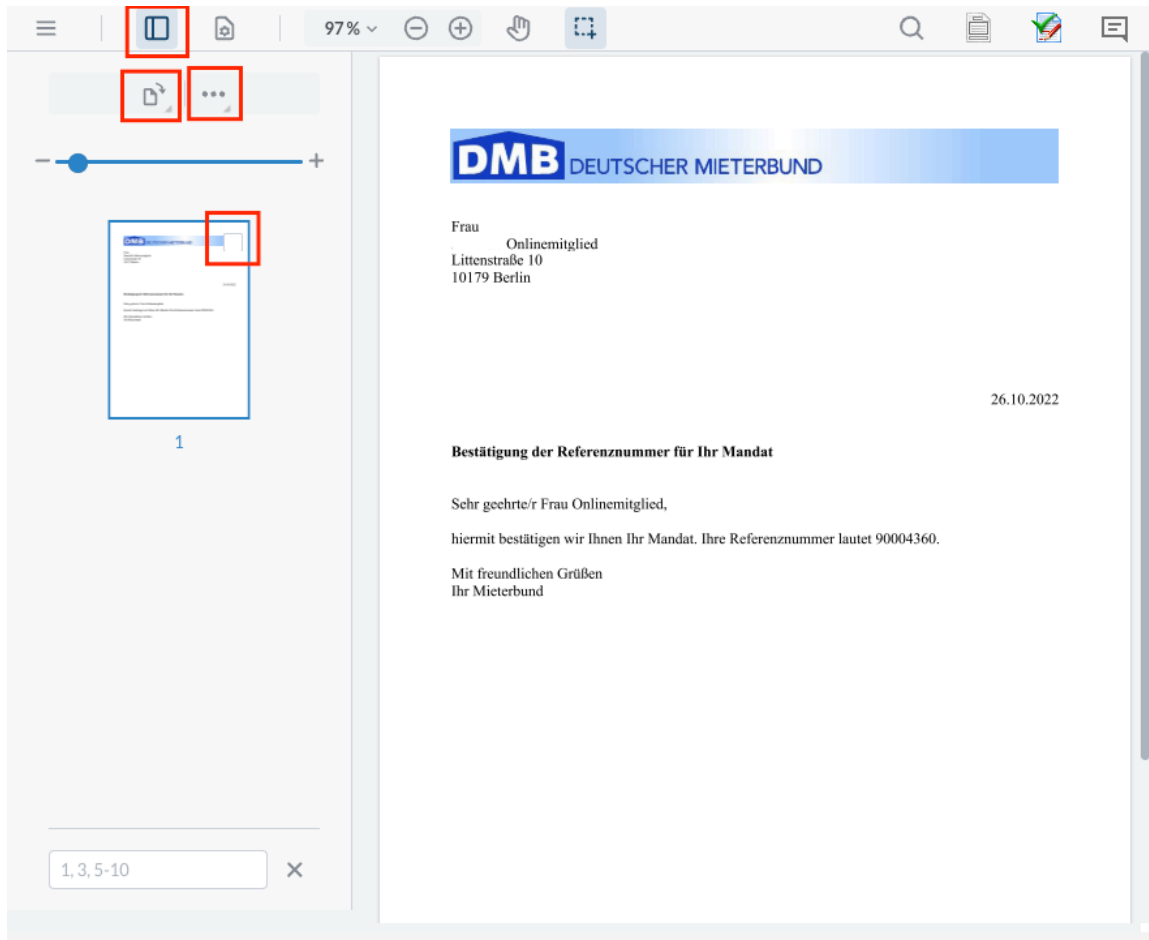 97%
DMB DEUTSCHER MIETERBUND
Frau
Onlinemitglied
Littenstraße 10
10179 Berlin
26.10.2022
Bestätigung der Referenznummer für Ihr Mandat
Sehr geehrte/r Frau Onlinemitglied,
hiermit bestätigen wir Ihnen Ihr Mandat. Ihre Referenznummer lautet 90004360.
Mit freundlichen Grüßen
Ihr Mieterbund
1
1, 3, 5-10